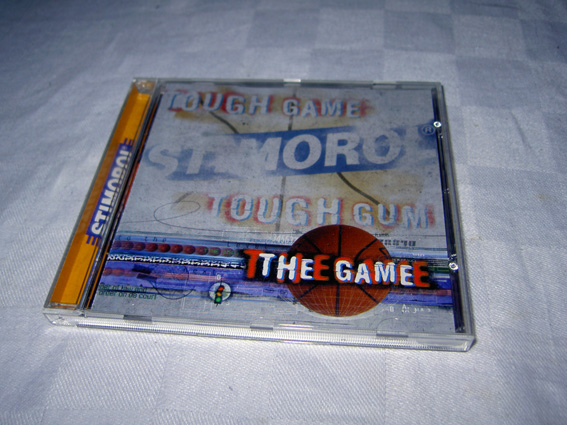 TOUGH GAME
STIMOROL®
TOUGH GUM
THE GAME
STIMOROL